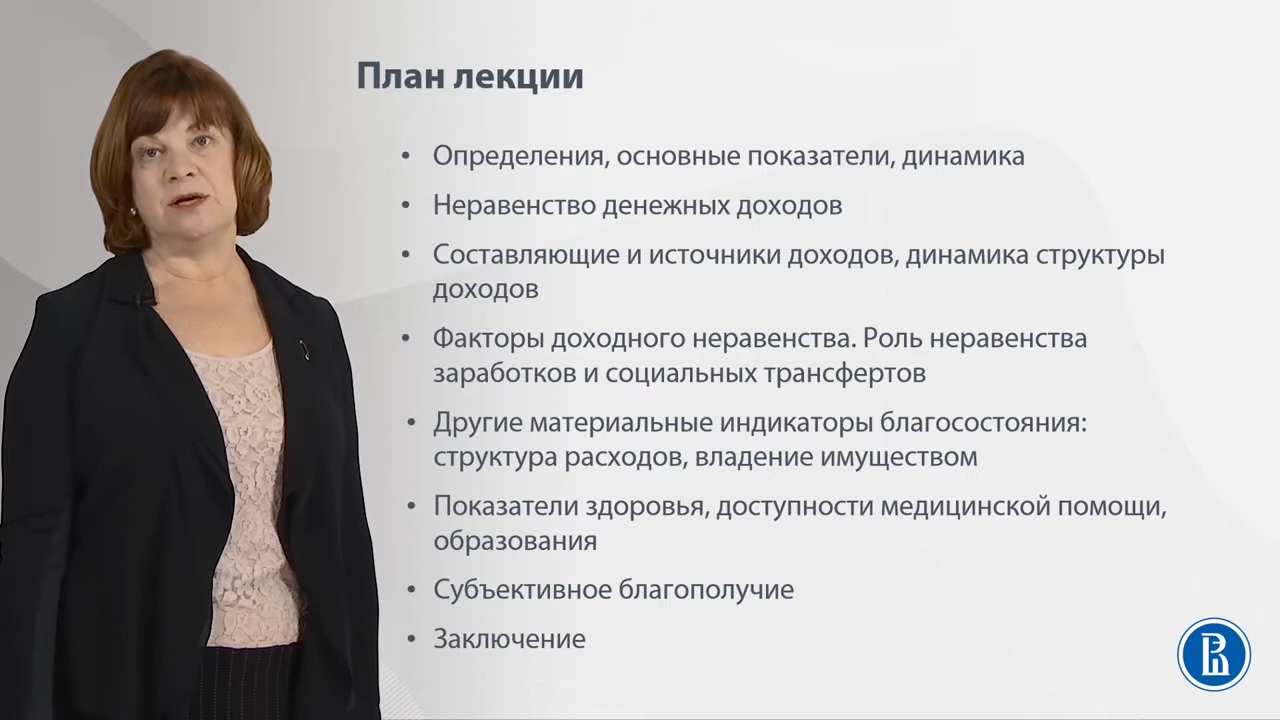 План лекции
• Определения, основные показатели, динамика
• Неравенство денежных доходов
• Составляющие и источники доходов, динамика структуры
доходов
• Факторы доходного неравенства. Роль неравенства
заработков и социальных трансфертов
• Другие материальные индикаторы благосостояния:
структура расходов, владение имуществом
• Показатели здоровья, доступности медицинской помощи,
образования
• Субъективное благополучие
• Заключение